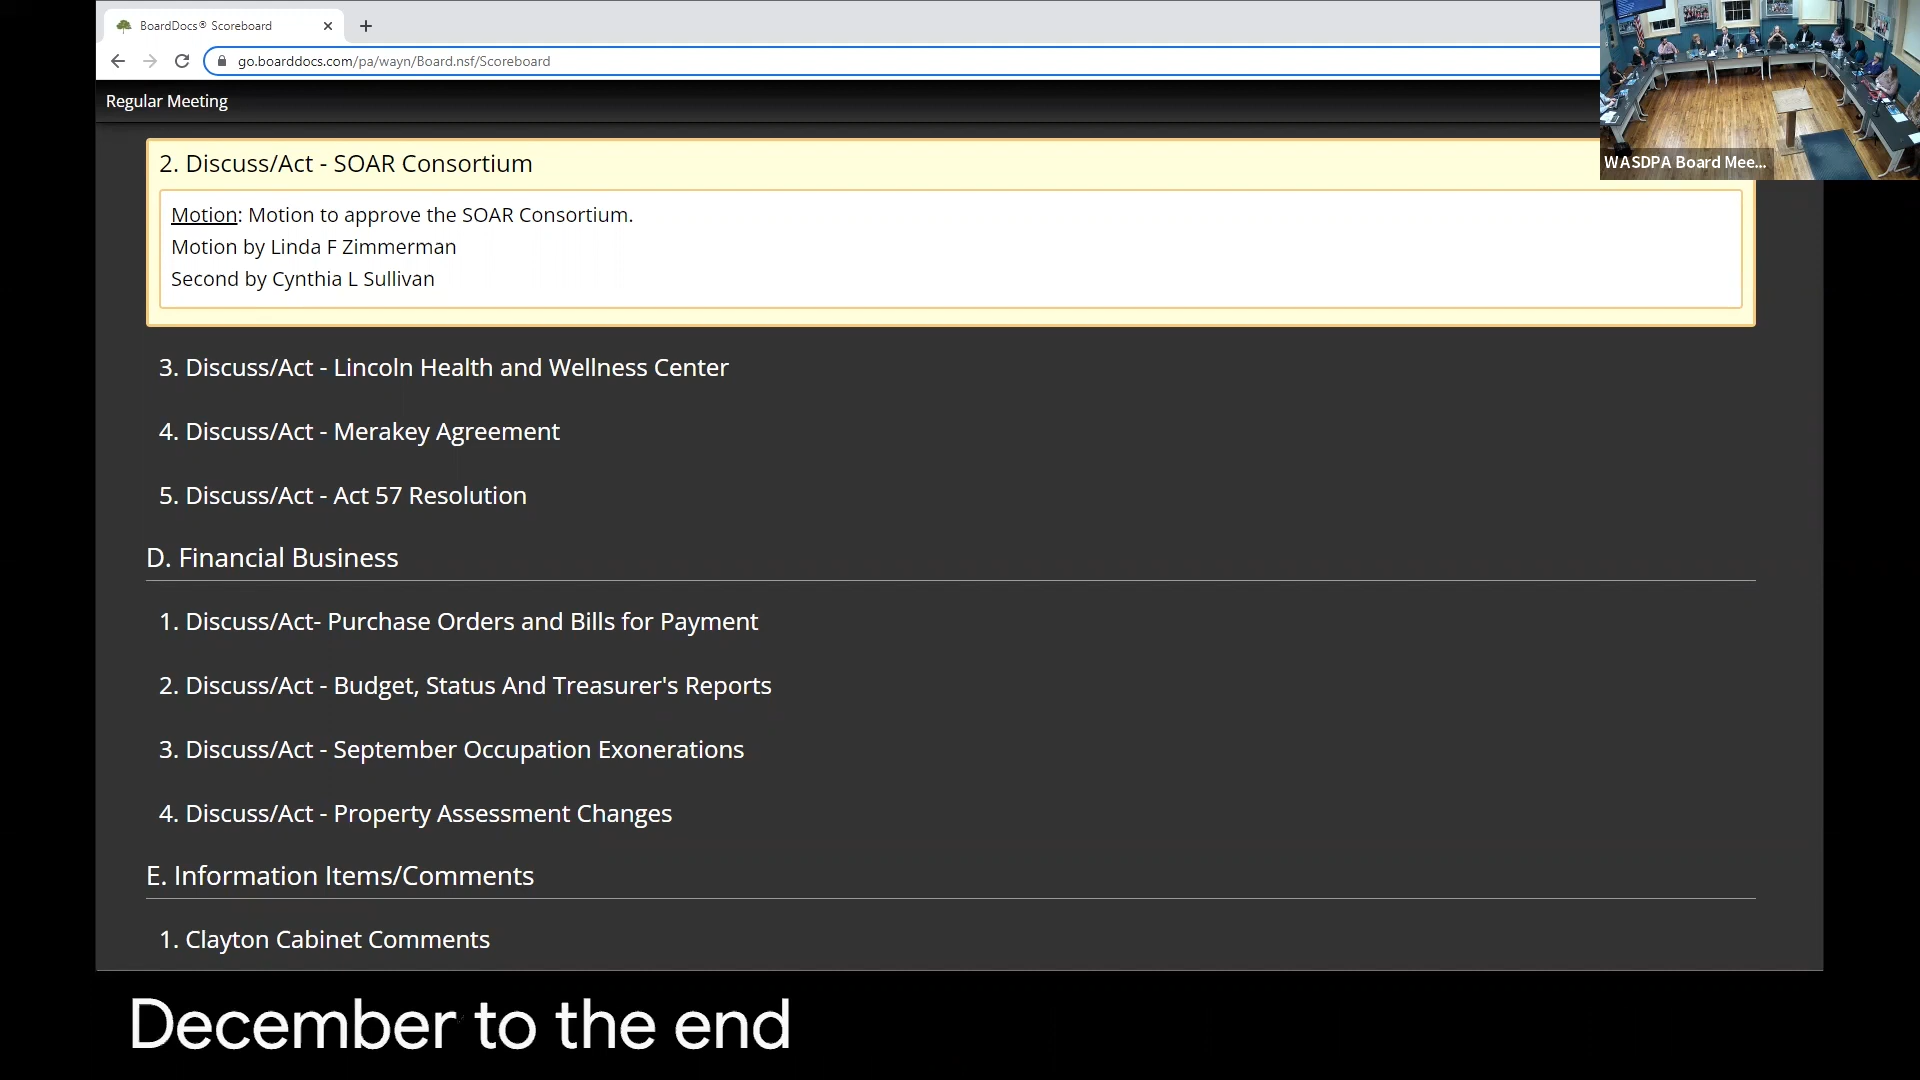 BoardDocs® Scoreboard
go.boarddocs.com/pa/wayn/Board.nsf/Scoreboard
Regular Meeting
WASDPA Board Mee...
2. Discuss/Act - SOAR Consortium
Motion: Motion to approve the SOAR Consortium.
Motion by Linda F Zimmerman
Second by Cynthia L Sullivan
3. Discuss/Act - Lincoln Health and Wellness Center
4. Discuss/Act - Merakey Agreement
5. Discuss/Act - Act 57 Resolution
D. Financial Business
1. Discuss/Act- Purchase Orders and Bills for Payment
2. Discuss/Act - Budget, Status And Treasurer's Reports
3. Discuss/Act - September Occupation Exonerations
4. Discuss/Act - Property Assessment Changes
E. Information Items/Comments
1. Clayton Cabinet Comments
December to the end